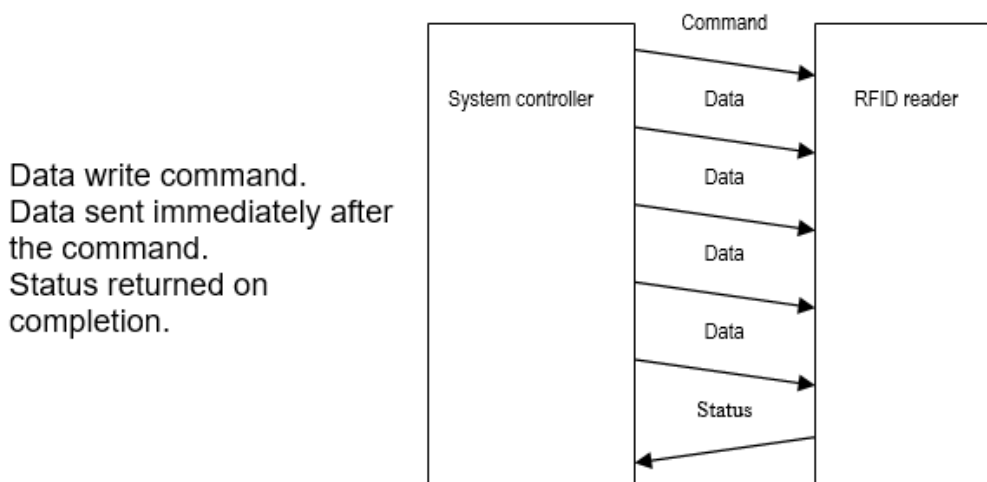 Data write command.
Data sent immediately after
the command.
Status returned on
completion.
Command
System controller
Data
RFID reader
Data
Data
Data
Status